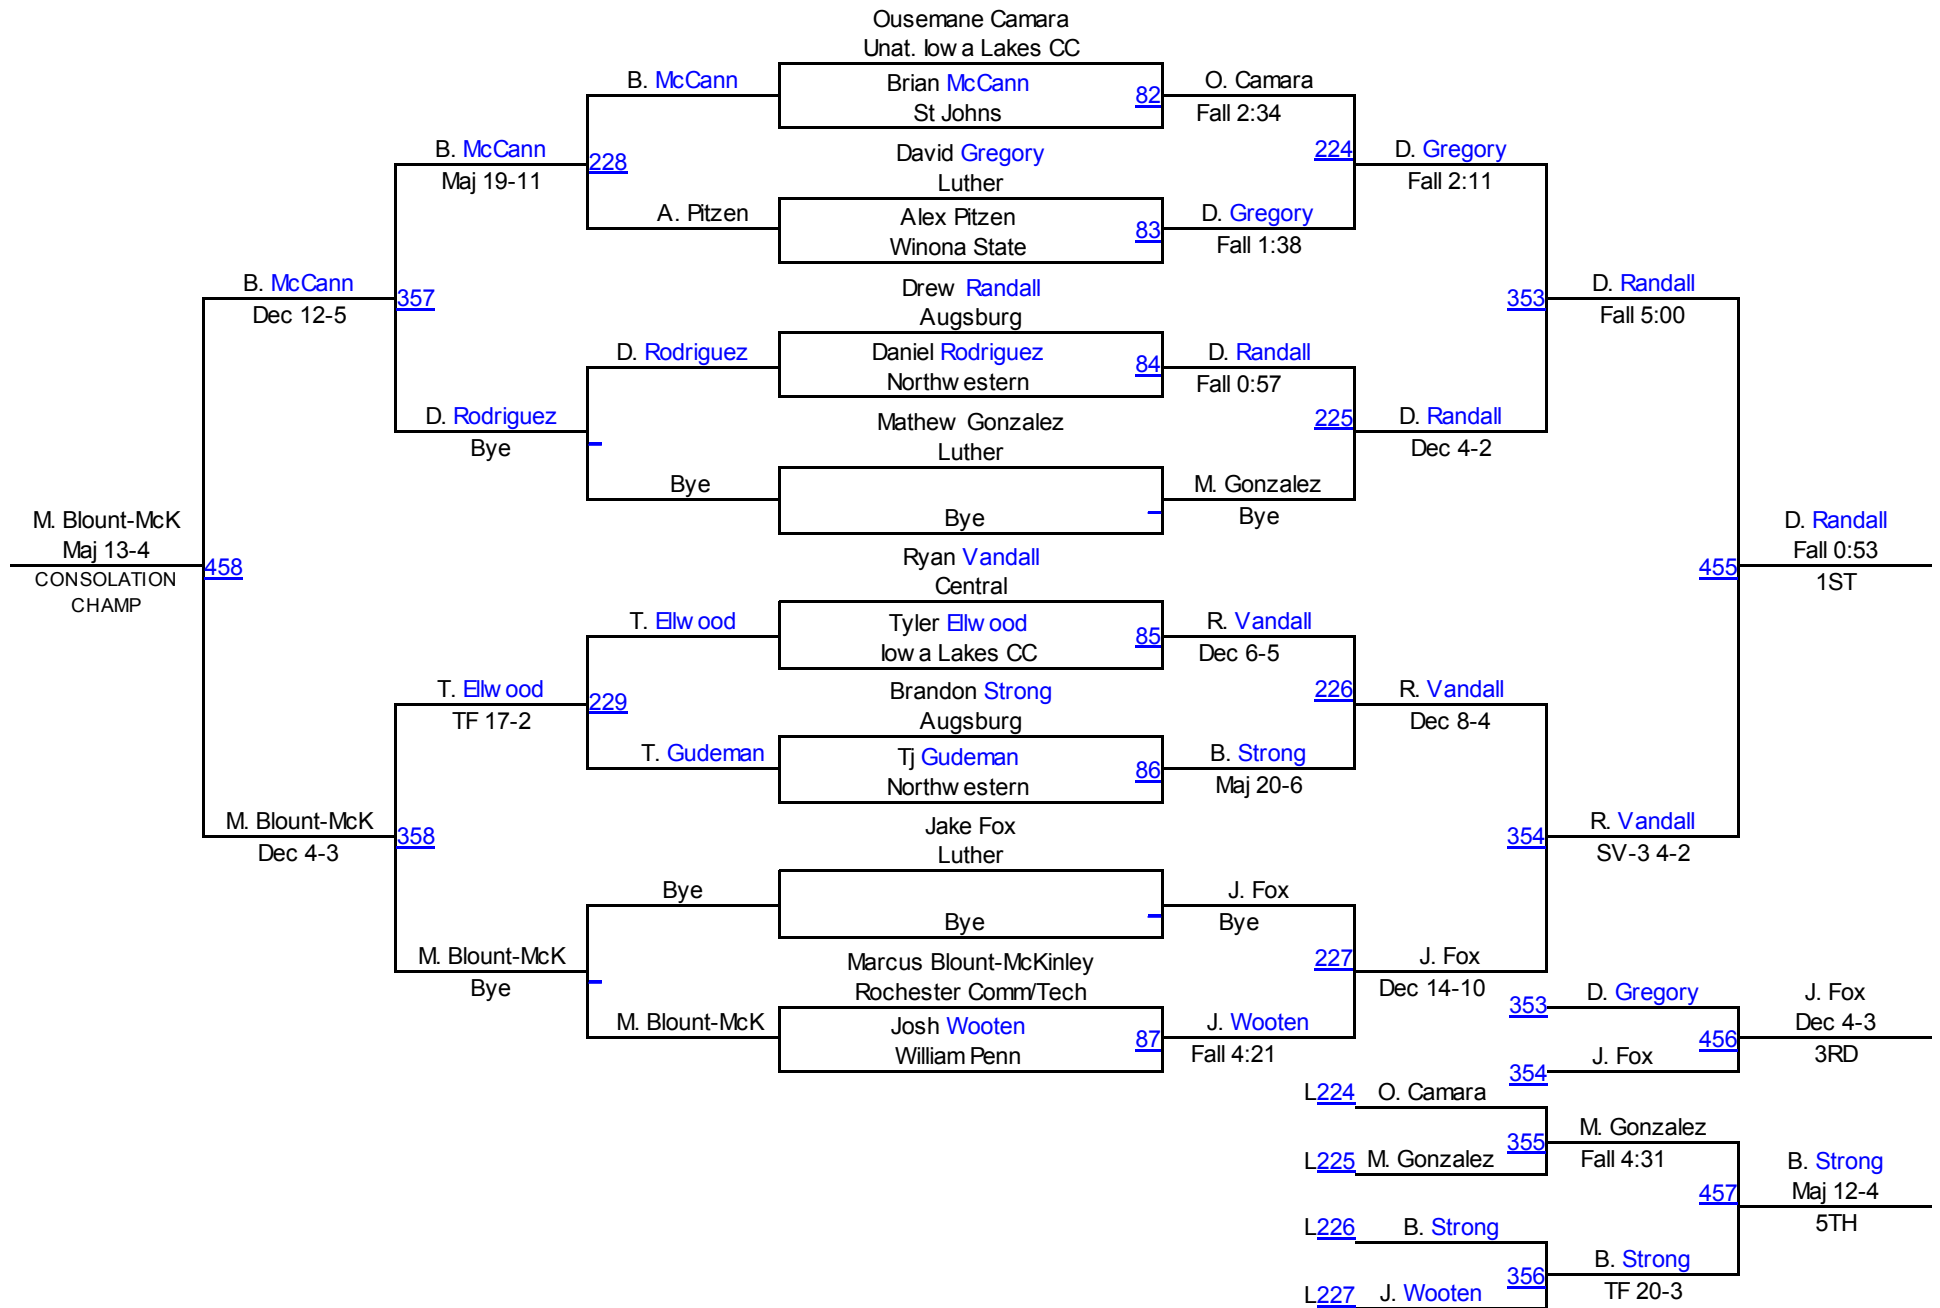 Ousemane Camara
Unat. Iowa Lakes CC
B. McCann
Brian McCann
82
O. Camara
St Johns
Fall 2:34
B. McCann
228
David Gregory
224
D. Gregory
Maj 19-11
Luther
Fall 2:11
A. Pitzen
Alex Pitzen
83
D. Gregory
Winona State
Fall 1:38
B. McCann
357
Drew Randall
353
D. Randall
Dec 12-5
Augsburg
Fall 5:00
D. Rodriguez
Daniel Rodriguez
84
D. Randall
Northwestern
Fall 0:57
D. Rodriguez
Mathew Gonzalez
225
D. Randall
Bye
Luther
Dec 4-2
Bye
M. Gonzalez
Bye
Bye
M. Blount-McK
Maj 13-4
CONSOLATION
CHAMP
458
Ryan Vandall
Central
455
D. Randall
Fall 0:53
1ST
T. Ellwood
Tyler Ellwood
85
R. Vandall
Iowa Lakes CC
Dec 6-5
T. Ellwood
229
Brandon Strong
226
R. Vandall
TF 17-2
Augsburg
Dec 8-4
T. Gudeman
Tj Gudeman
86
B. Strong
Northwestern
Maj 20-6
M. Blount-McK
358
Jake Fox
354
R. Vandall
Dec 4-3
Luther
SV-3 4-2
Bye
J. Fox
Bye
Bye
M. Blount-McK
Marcus Blount-McKinley
227
J. Fox
Bye
Rochester Comm/Tech
Dec 14-10
M. Blount-McK
Josh Wooten
87
J. Wooten
William Penn
Fall 4:21
353
D. Gregory
J. Fox
Dec 4-3
456
3RD
354
J. Fox
L224
O. Camara
355
M. Gonzalez
Fall 4:31
L225
M. Gonzalez
457
B. Strong
Maj 12-4
5TH
L226
B. Strong
356
B. Strong
TF 20-3
L227
J. Wooten